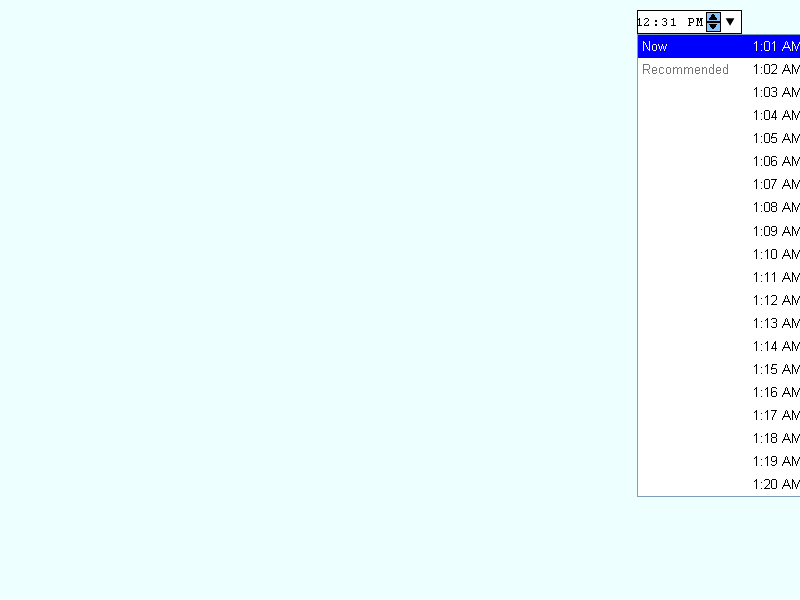 12:31 PM
Now 1:01 AM
Recommended 1:02 AM
1:03 AM
1:04 AM
1:05 AM
1:06 AM
1:07 AM
1:08 AM
1:09 AM
1:10 AM
1:11 AM
1:12 AM
1:13 AM
1:14 AM
1:15 AM
1:16 AM
1:17 AM
1:18 AM
1:19 AM
1:20 AM